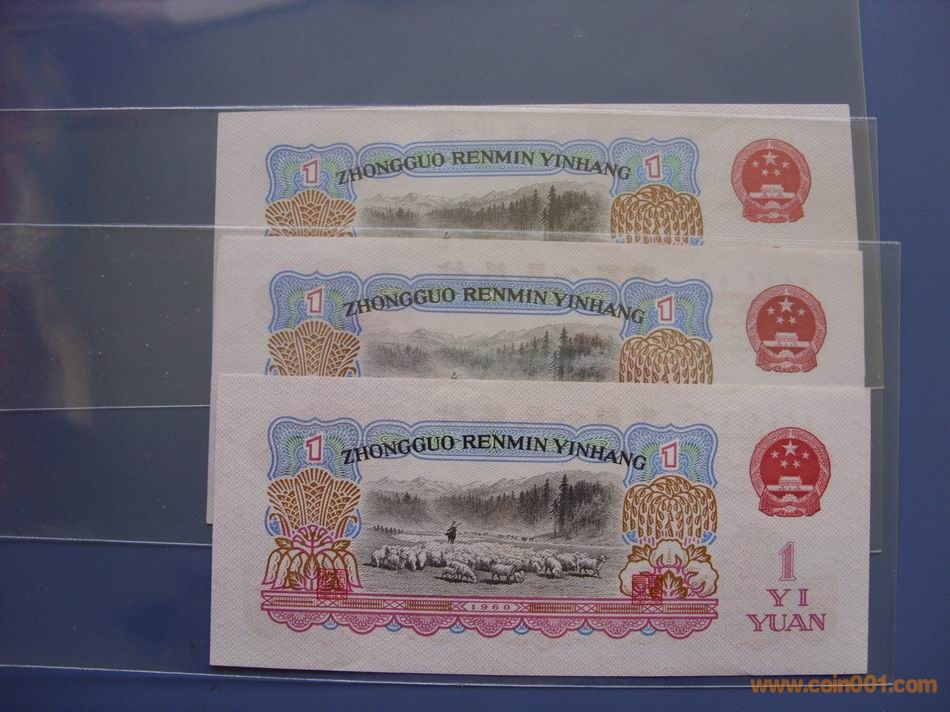 1 ZHONGGUO RENMIN YINHANG 1
1 ZHONGGUO RENMIN YINHANG 1
1 ZHONGGUO RENMIN YINHANG 1
1960
1
YI
YUAN
www.coin001.com